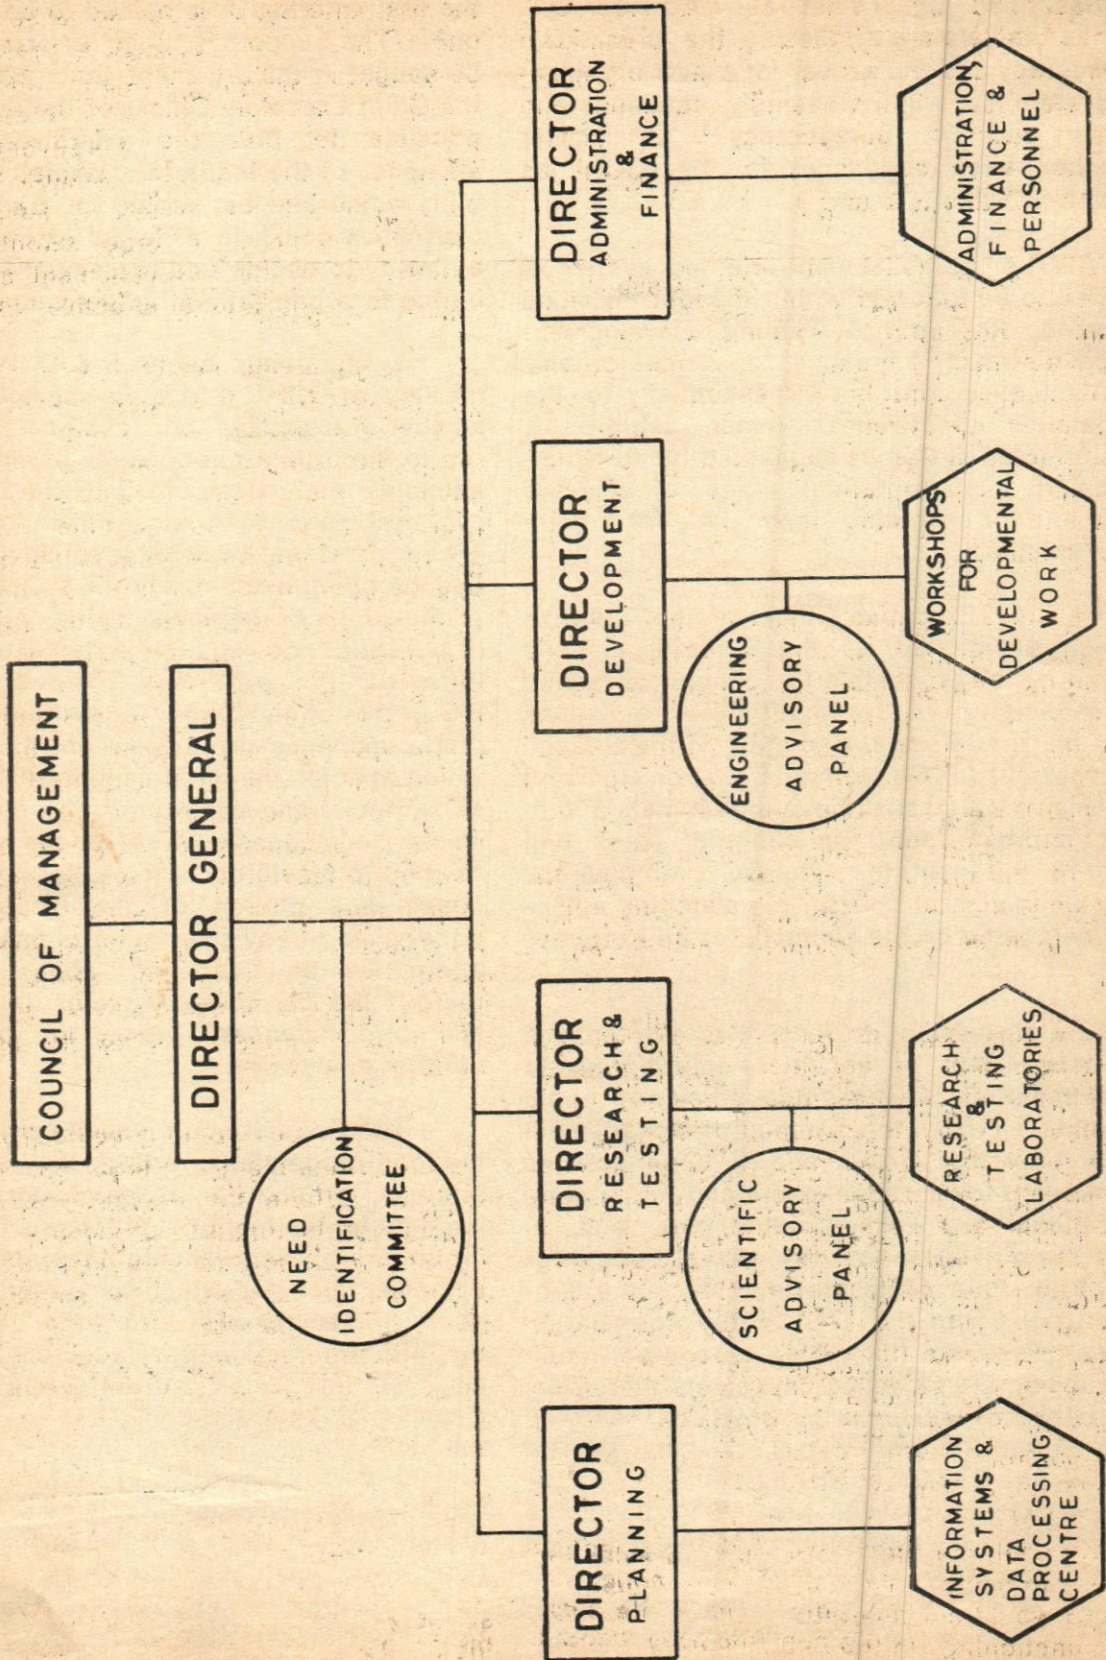 COUNCIL OF MANAGEMENT
DIRECTOR GENERAL
NEED
IDENTIFICATION
COMMITTEE
DIRECTOR
PLANNING
DIRECTOR
RESEARCH &
TESTING
DIRECTOR
DEVELOPMENT
DIRECTOR
ADMINISTRATION
&
FINANCE
SCIENTIFIC
ADVISORY
PANEL
ENGINEERING
ADVISORY
PANEL
INFORMATION
SYSTEMS &
DATA
PROCESSING
CENTRE
RESEARCH
&
TESTING
LABORATORIES
WORKSHOPS
FOR
DEVELOPMENTAL
WORK
ADMINISTRATION,
FINANCE &
PERSONNEL